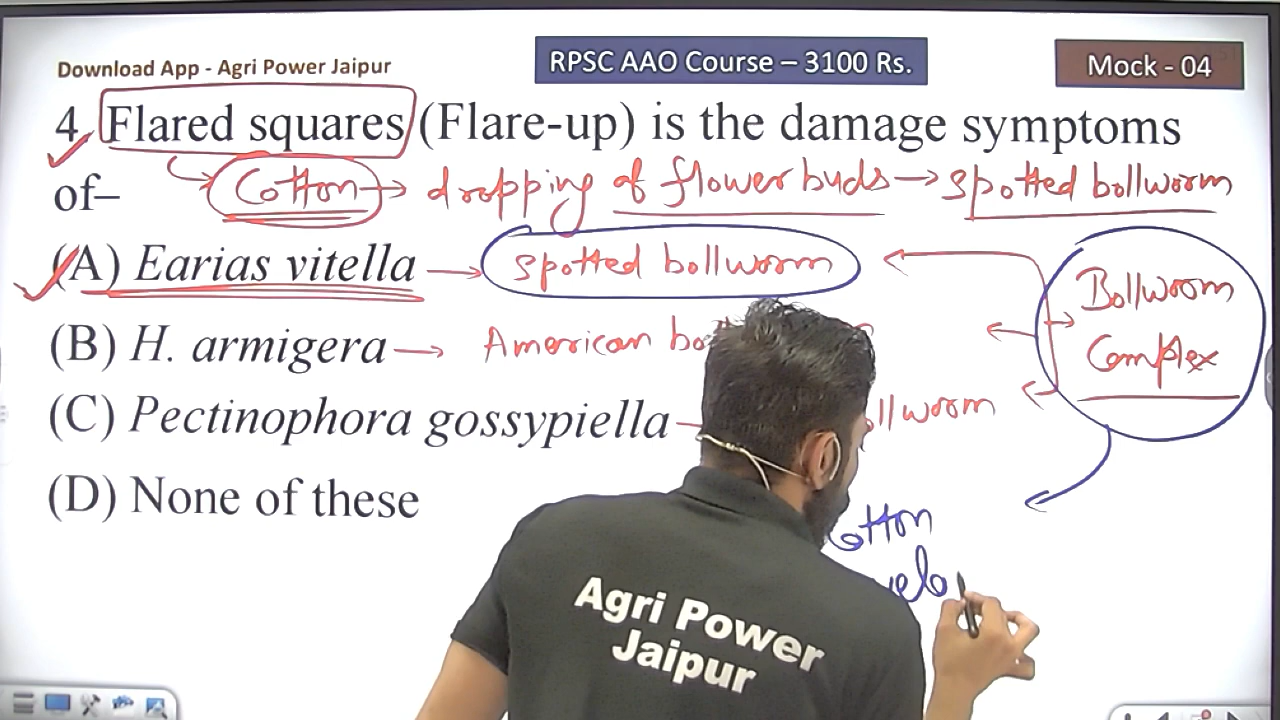 Download App - Agri Power Jaipur
RPSC AAO Course – 3100 Rs.
Mock - 04
4. Flared squares (Flare-up) is the damage symptoms
of–
Cotton → dropping of flower buds → spotted bollworm
(A) Earias vitella → spotted bollworm
(B) H. armigera → American
(C) Pectinophora gossypiella
(D) None of these
Bollworm
Complex
Agri Power
Jaipur